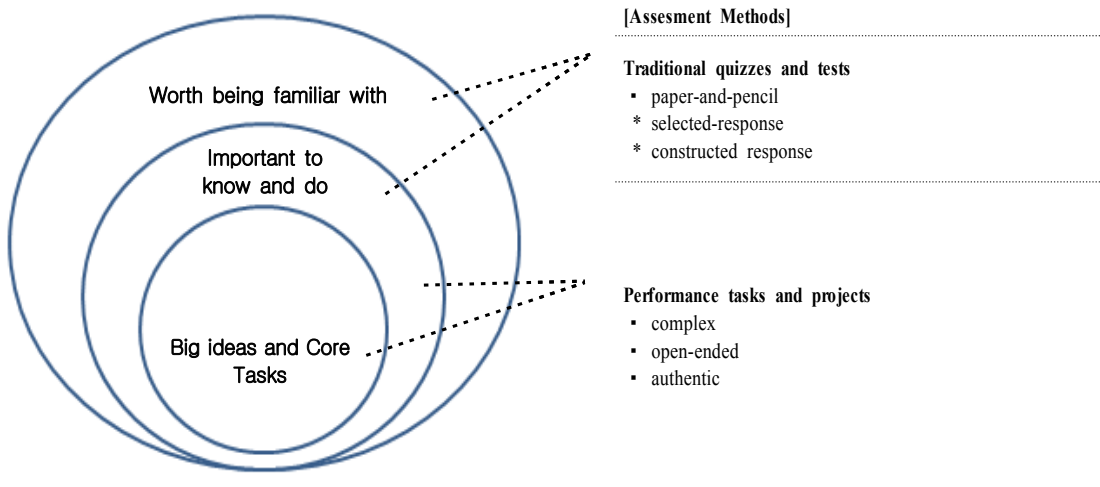 [Assesment Methods]
Traditional quizzes and tests
▪ paper-and-pencil
* selected-response
* constructed response
Worth being familiar with
Important to
know and do
Big ideas and Core
Tasks
Performance tasks and projects
▪ complex
▪ open-ended
▪ authentic